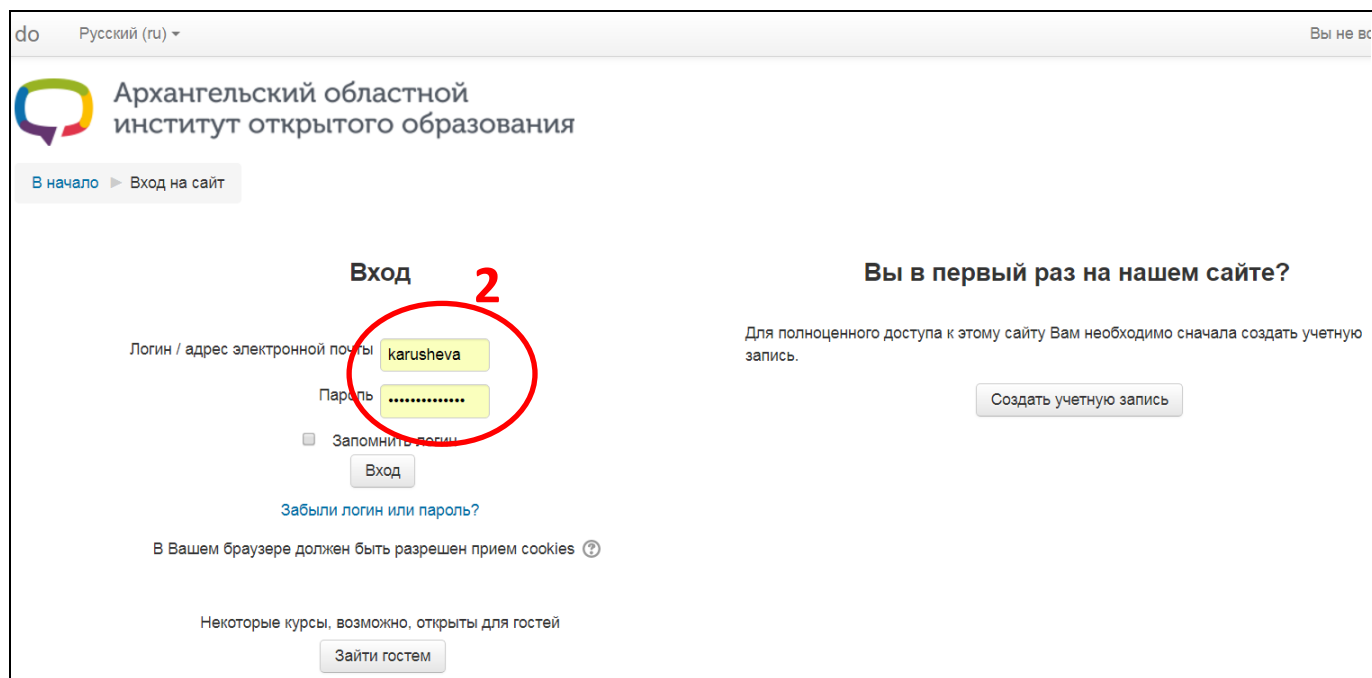 do Русский (ru) Вы не
Архангельский областной
институт открытого образования
В начало Вход на сайт
Вход
2
Логин / адрес электронной почты karusheva
Пароль ••••••••••••••
Запомнить логин
Вход
Забыли логин или пароль?
В Вашем браузере должен быть разрешен прием cookies ?
Некоторые курсы, возможно, открыты для гостей
Зайти гостем
Вы в первый раз на нашем сайте?
Для полноценного доступа к этому сайту Вам необходимо сначала создать учетную
запись.
Создать учетную запись